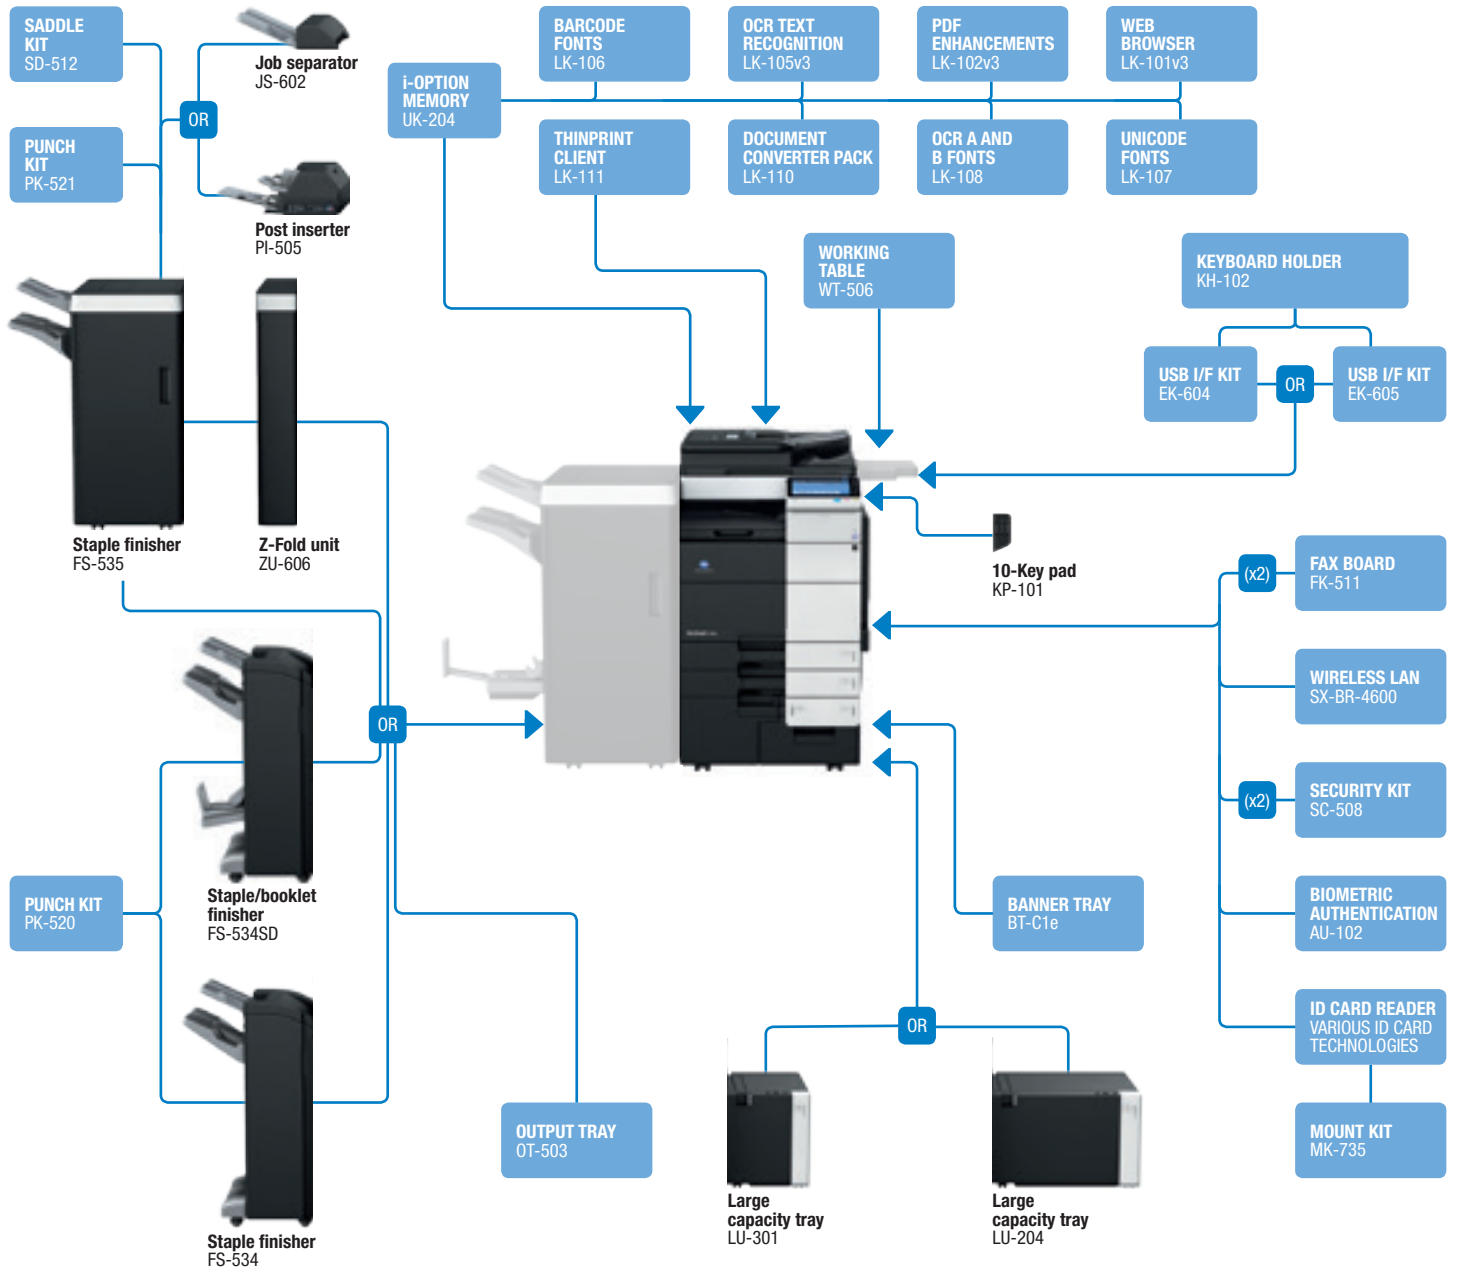 SADDLE
KIT
SD-512
Job separator
JS-602
OR
PUNCH
KIT
PK-521
Post inserter
PI-505
i-OPTION
MEMORY
UK-204
BARCODE
FONTS
LK-106
OCR TEXT
RECOGNITION
LK-105v3
PDF
ENHANCEMENTS
LK-102v3
WEB
BROWSER
LK-101v3
THINPRINT
CLIENT
LK-111
DOCUMENT
CONVERTER PACK
LK-110
OCR A AND
B FONTS
LK-108
UNICODE
FONTS
LK-107
WORKING
TABLE
WT-506
KEYBOARD HOLDER
KH-102
USB I/F KIT
EK-604
OR
USB I/F KIT
EK-605
Staple finisher
FS-535
Z-Fold unit
ZU-606
10-Key pad
KP-101
(x2)
FAX BOARD
FK-511
WIRELESS LAN
SX-BR-4600
(x2)
SECURITY KIT
SC-508
BIOMETRIC
AUTHENTICATION
AU-102
ID CARD READER
VARIOUS ID CARD
TECHNOLOGIES
MOUNT KIT
MK-735
OR
PUNCH KIT
PK-520
Staple/booklet
finisher
FS-534SD
BANNER TRAY
BT-C1e
OR
OUTPUT TRAY
OT-503
Large
capacity tray
LU-301
Large
capacity tray
LU-204
Staple finisher
FS-534